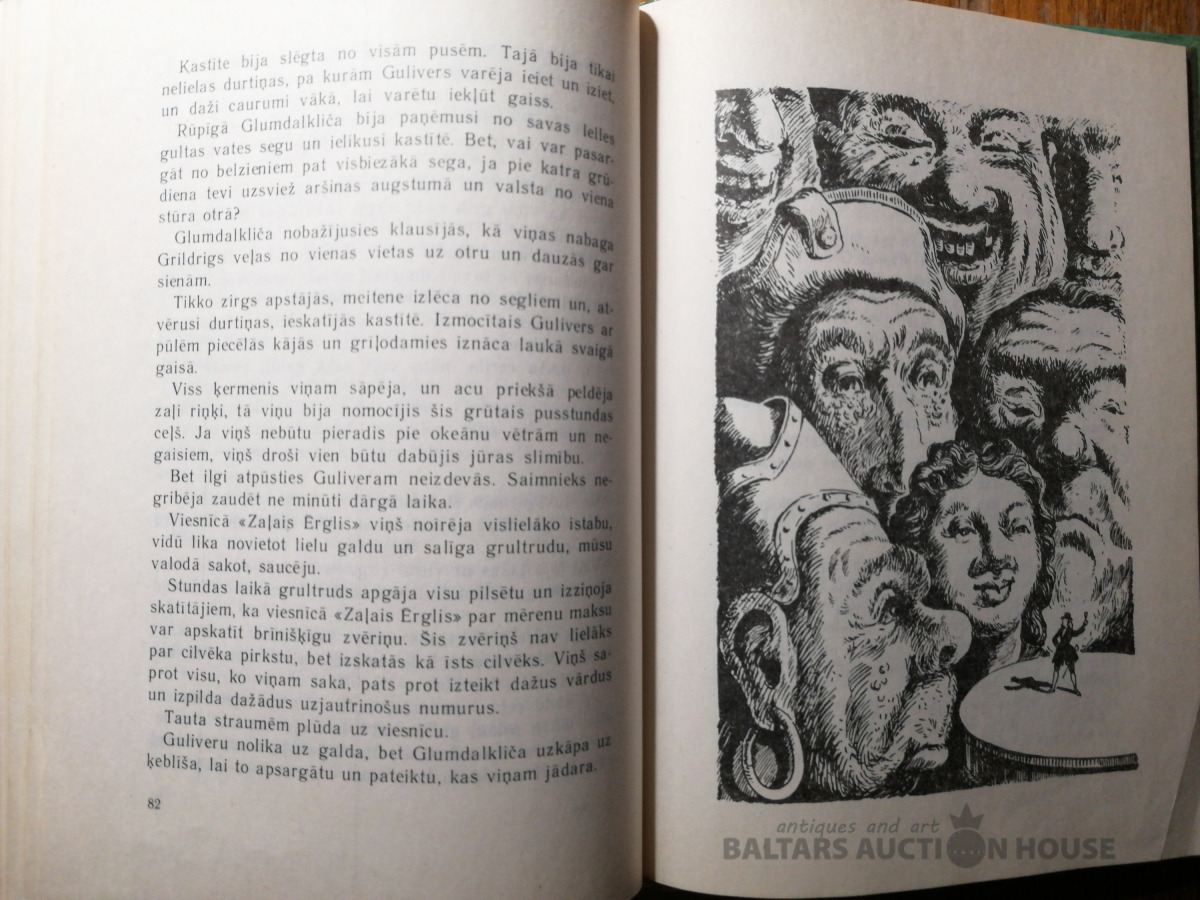 Kastīte bija slēgta no visām pusēm. Tajā bija tikai
nelielas durtiņas, pa kurām Gulivers varēja ieiet un iziet,
un daži caurumi vākā, lai varētu iekļūt gaiss.
Rūpīgā Glumdalkliča bija paņēmusi no savas lelles
gultas vates segu un ielikusi kastītē. Bet, vai var pasar-
gāt no belzieniem pat visbiezākā sega, ja pie katra grū-
diena tevi uzsviež aršinas augstumā un valsta no viena
stūra otrā?
Glumdalkliča nobažījusies klausījās, kā viņas nabaga
Grildrigs veļas no vienas vietas uz otru un dauzās gar
sienām.
Tikko zirgs apstājās, meitene izlēca no segliem un, at-
vērusi durtiņas, ieskatījās kastītē. Izmocītais Gulivers ar
pūlēm piecēlās kājās un griļodamies iznāca laukā svaigā
gaisā.
Viss ķermenis viņam sāpēja, un acu priekšā peldēja
zaļi riņķi, tā viņu bija nomocījis šis grūtais pusstundas
ceļš. Ja viņš nebūtu pieradis pie okeānu vētrām un ne-
gaisiem, viņš droši vien būtu dabūjis jūras slimību.
Bet ilgi atpūsties Guliveram neizdevās. Saimnieks ne-
gribēja zaudēt ne minūti dārgā laika.
Viesnīcā «Zaļais Ērglis» viņš noīrēja vislielāko istabu,
vidū lika novietot lielu galdu un salīga grultrudu, mūsu
valodā sakot, saucēju.
Stundas laikā grultruds apgāja visu pilsētu un izziņoja
skatītājiem, ka viesnīcā «Zaļais Ērglis» par mērenu maksu
var apskatīt brīnišķīgu zvēriņu. Šis zvēriņš nav lielāks
par cilvēka pirkstu, bet izskatās kā īsts cilvēks. Viņš sa-
prot visu, ko viņam saka, pats prot izteikt dažus vārdus
un izpilda dažādus uzjautrinošus numurus.
Tauta straumēm plūda uz viesnīcu.
Guliveru nolika uz galda, bet Glumdalkliča uzkāpa uz
ķeblīša, lai to apsargātu un pateiktu, kas viņam jādara.
82
antiques and art
BALTARS AUCTION HOUSE